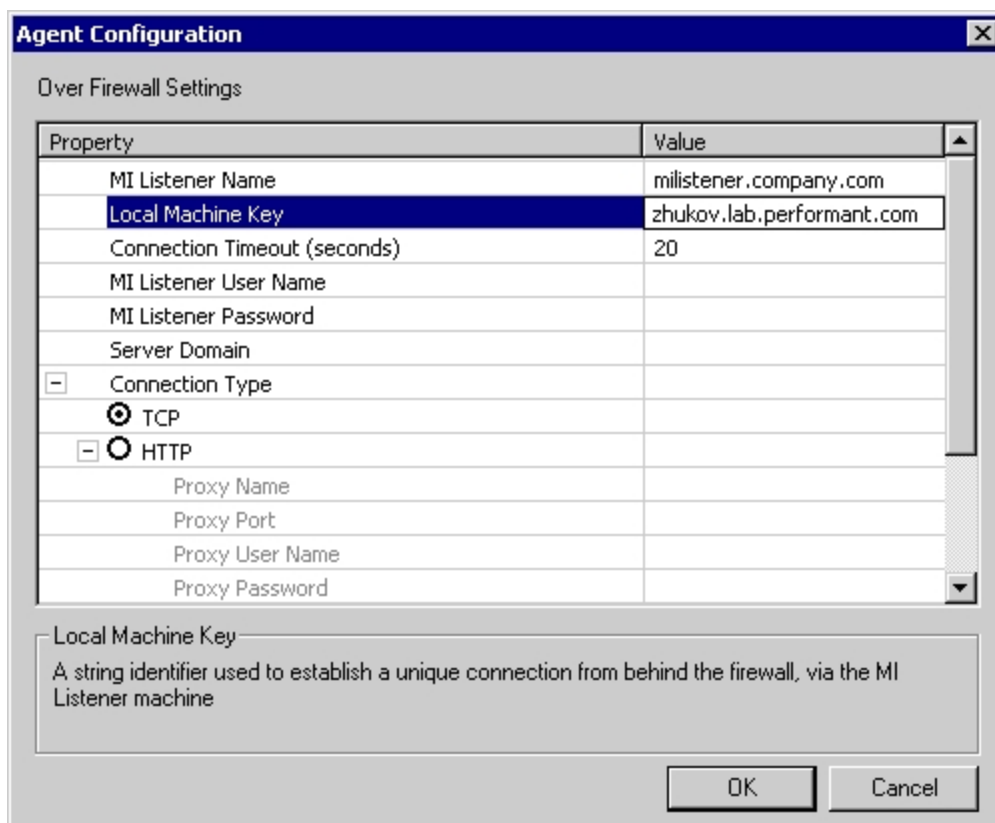 Agent Configuration
Over Firewall Settings
Property Value
MI Listener Name milistener.company.com
Local Machine Key zhukov.lab.performant.com
Connection Timeout (seconds) 20
MI Listener User Name
MI Listener Password
Server Domain
Connection Type
TCP
HTTP
Proxy Name
Proxy Port
Proxy User Name
Proxy Password
Local Machine Key
A string identifier used to establish a unique connection from behind the firewall, via the MI
Listener machine
OK Cancel